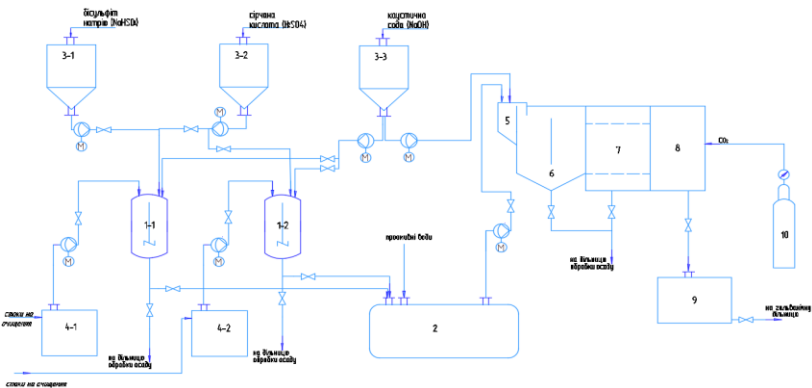 бісульфіт
натрію (NaHSO₃)
сірчана
кислота (H₂SO4)
каустична
сода (NaOH)
3-1
3-2
3-3
M
M
M
M
5
6
7
8
CO₂
1-1
1-2
10
M
M
M
промивні води
на дільницю
обробки осаду
стоки на
очищення
4-1
4-2
2
9
на гальванічну
дільницю
на дільницю
обробки осаду
на дільницю
обробки осаду
стоки на очищення